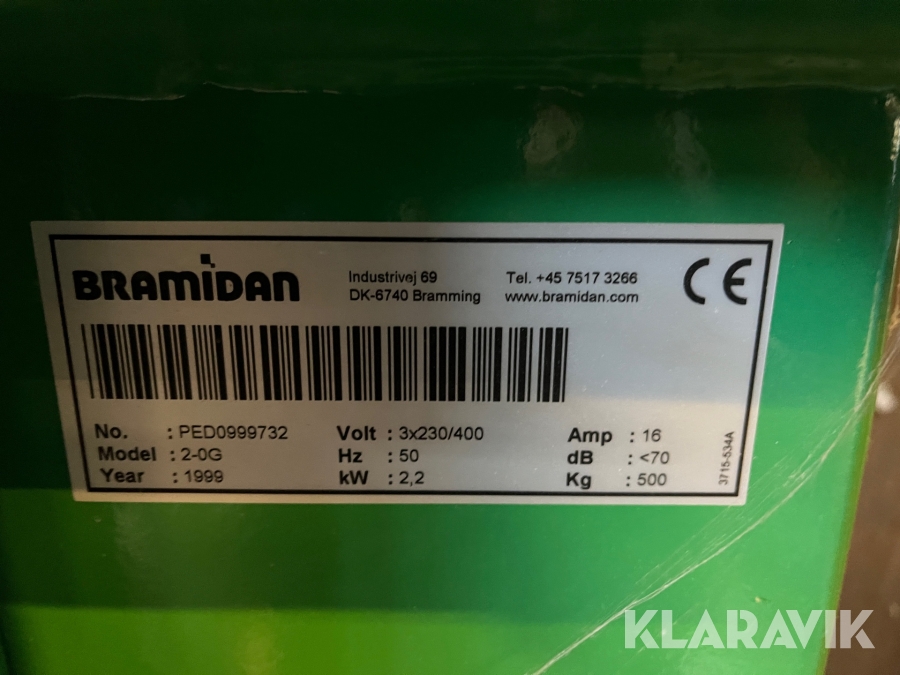 BRAMIDAN
Industrivej 69
DK-6740 Bramming
Tel. +45 7517 3266
www.bramidan.com
CE
No. : PED0999732
Model : 2-0G
Year : 1999
Volt : 3x230/400
Hz : 50
kW : 2,2
Amp : 16
dB : <70
Kg : 500
3715-534A
KLARAVIK